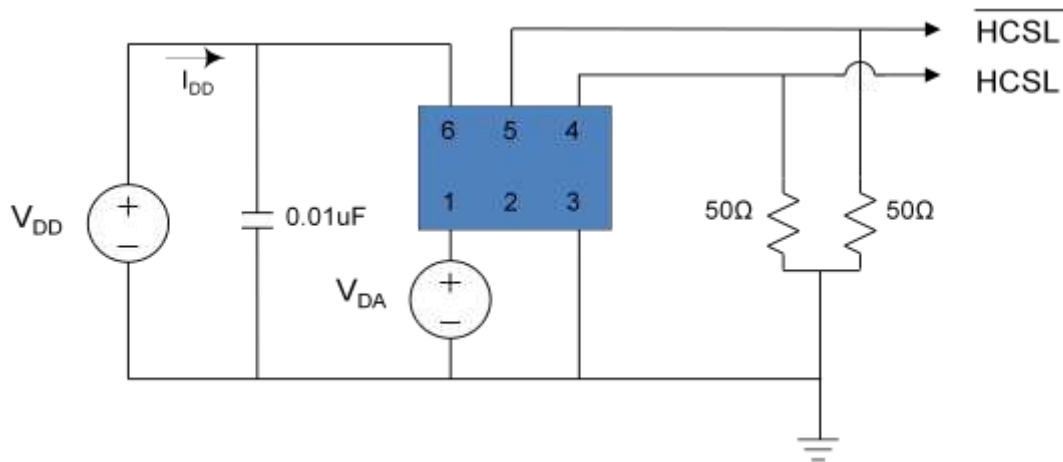 HCSL
HCSL
I_DD
6 5 4
1 2 3
V_DD
0.01uF
50Ω
50Ω
V_DA